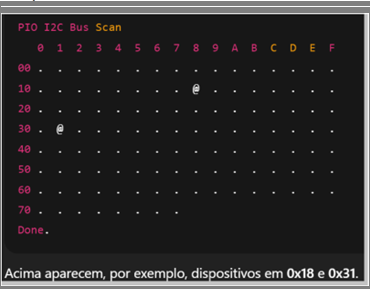 PIO I2C Bus Scan
0 1 2 3 4 5 6 7 8 9 A B C D E F
00 . . . . . . . . . . . . . . . .
10 . . . . . . . . @ . . . . . . .
20 . . . . . . . . . . . . . . . .
30 . @ . . . . . . . . . . . . . .
40 . . . . . . . . . . . . . . . .
50 . . . . . . . . . . . . . . . .
60 . . . . . . . . . . . . . . . .
70 . . . . . . . .
Done.
Acima aparecem, por exemplo, dispositivos em 0x18 e 0x31.